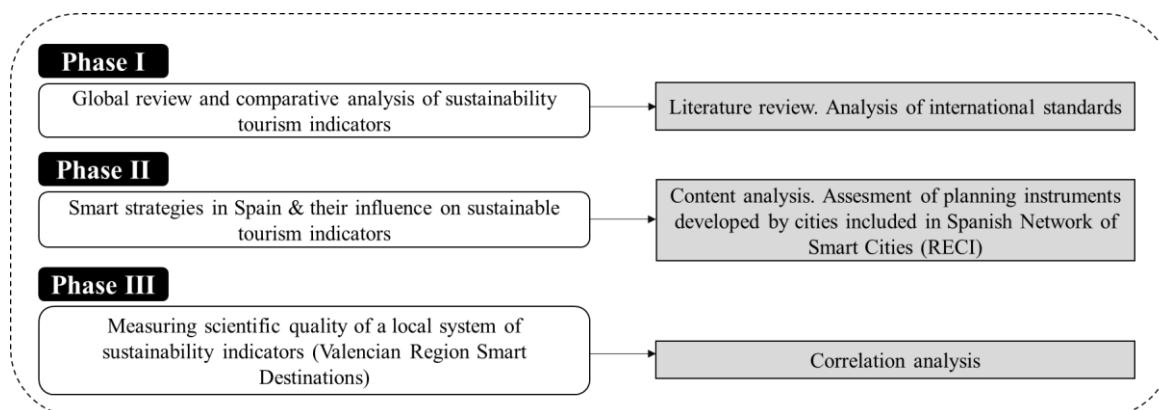 Phase I
Global review and comparative analysis of sustainability
tourism indicators
Literature review. Analysis of international standards
Phase II
Smart strategies in Spain & their influence on sustainable
tourism indicators
Content analysis. Assesment of planning instruments
developed by cities included in Spanish Network of
Smart Cities (RECI)
Phase III
Measuring scientific quality of a local system of
sustainability indicators (Valencian Region Smart
Destinations)
Correlation analysis